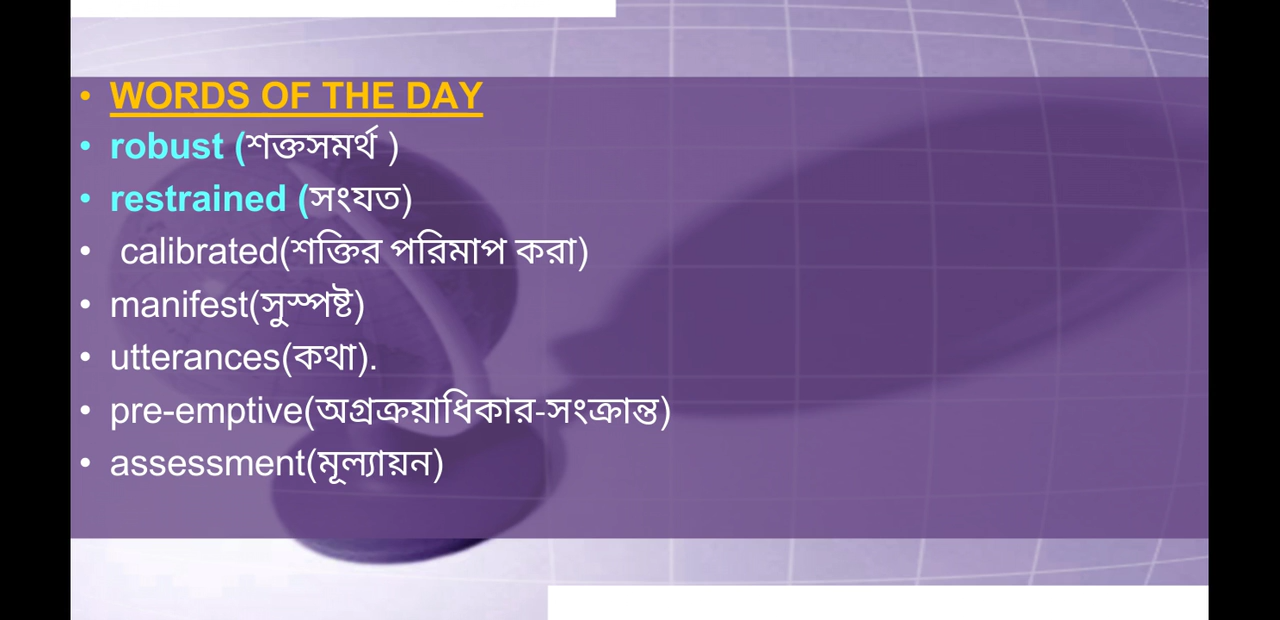 • WORDS OF THE DAY
• robust (শক্তসমর্থ )
• restrained (সংযত)
• calibrated(শক্তির পরিমাপ করা)
• manifest(সুস্পষ্ট)
• utterances(কথা).
• pre-emptive(অগ্রক্রয়াধিকার-সংক্রান্ত)
• assessment(মূল্যায়ন)